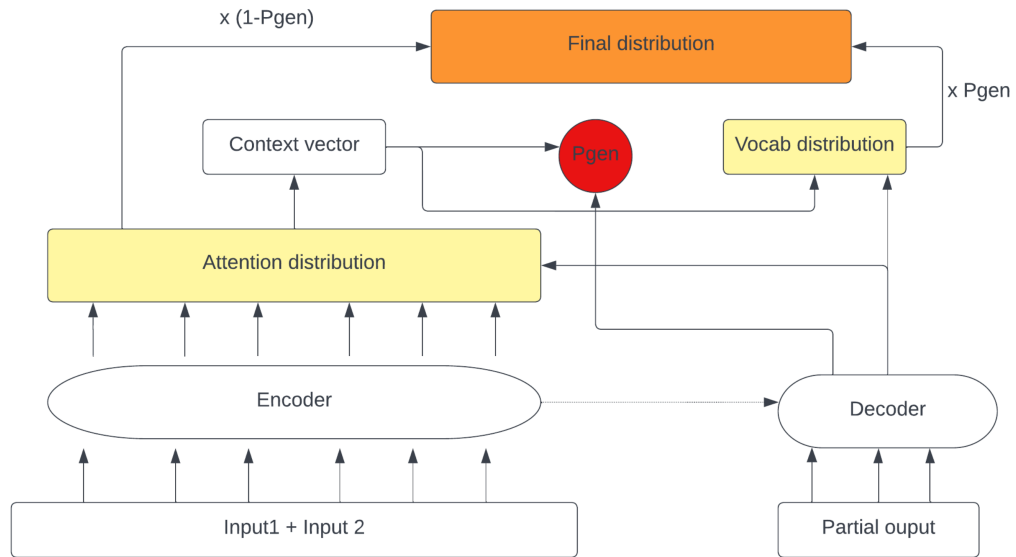 x (1-Pgen)
Final distribution
x Pgen
Context vector
Pgen
Vocab distribution
Attention distribution
Encoder
Decoder
Input1 + Input 2
Partial ouput